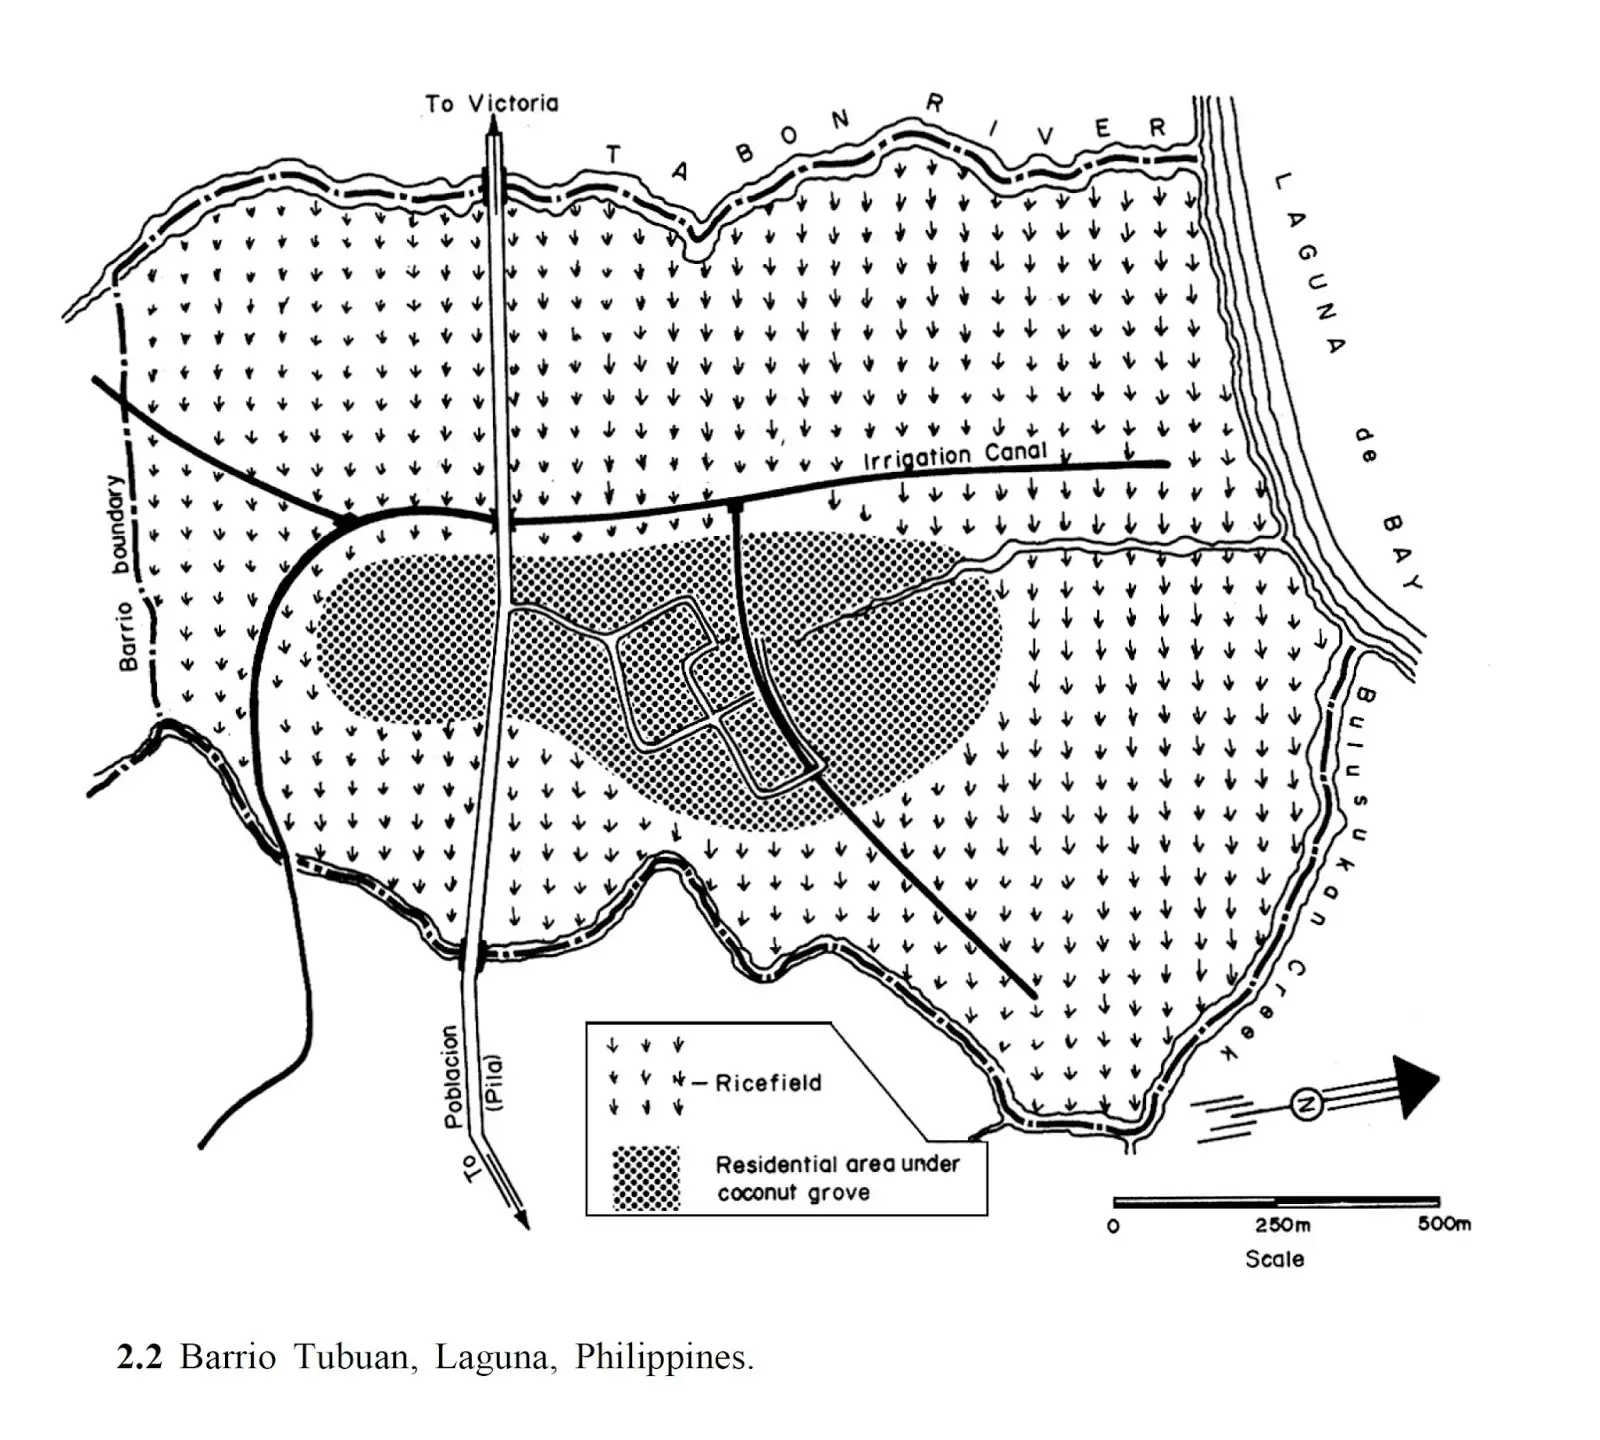 To Victoria
TABON RIVER
LAGUNA de BAY
Irrigation Canal
Barrio boundary
Bulusukan Creek
To Poblacion
(Pila)
Ricefield
Residential area under
coconut grove
N
0 250m 500m
Scale
2.2 Barrio Tubuan, Laguna, Philippines.